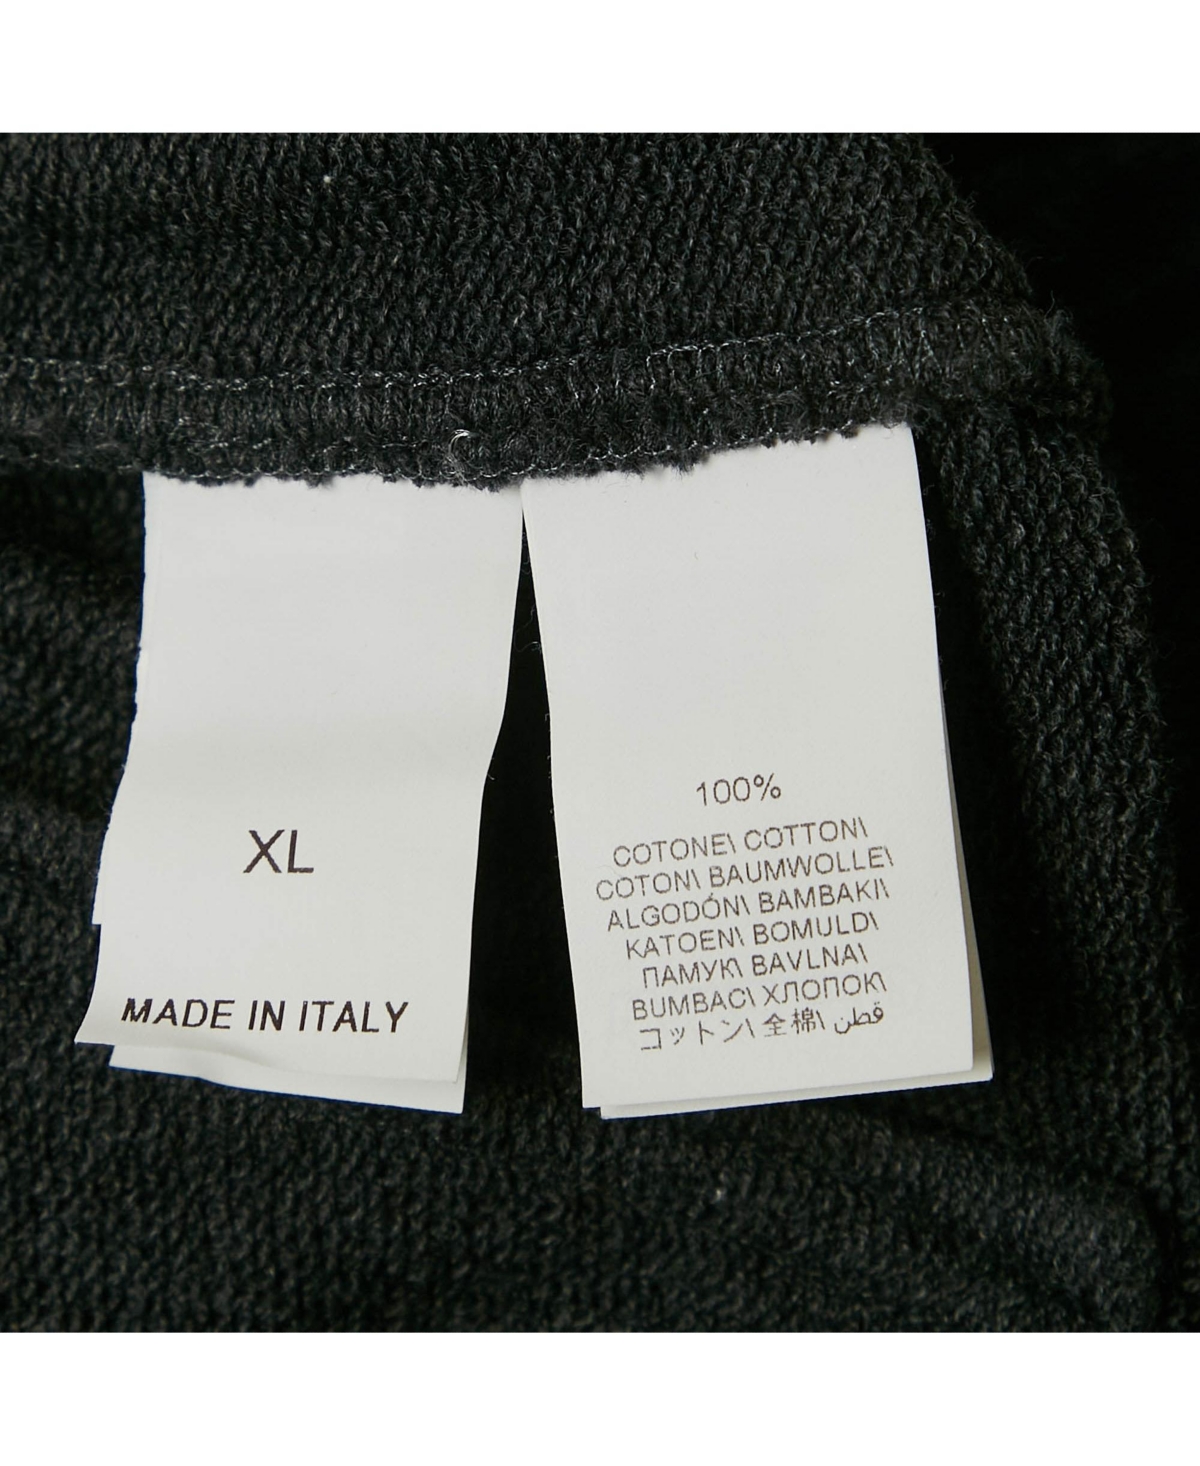 XL
MADE IN ITALY
100%
COTONE\ COTTON\
COTON\ BAUMWOLLE\
ALGODÓN\ BAMBAKI\
KATOEN\ BOMULD\
ПАМУК\ BAVLNA\
BUMBAC\ ХЛОПОК\
コットン\ 全棉\ قطن